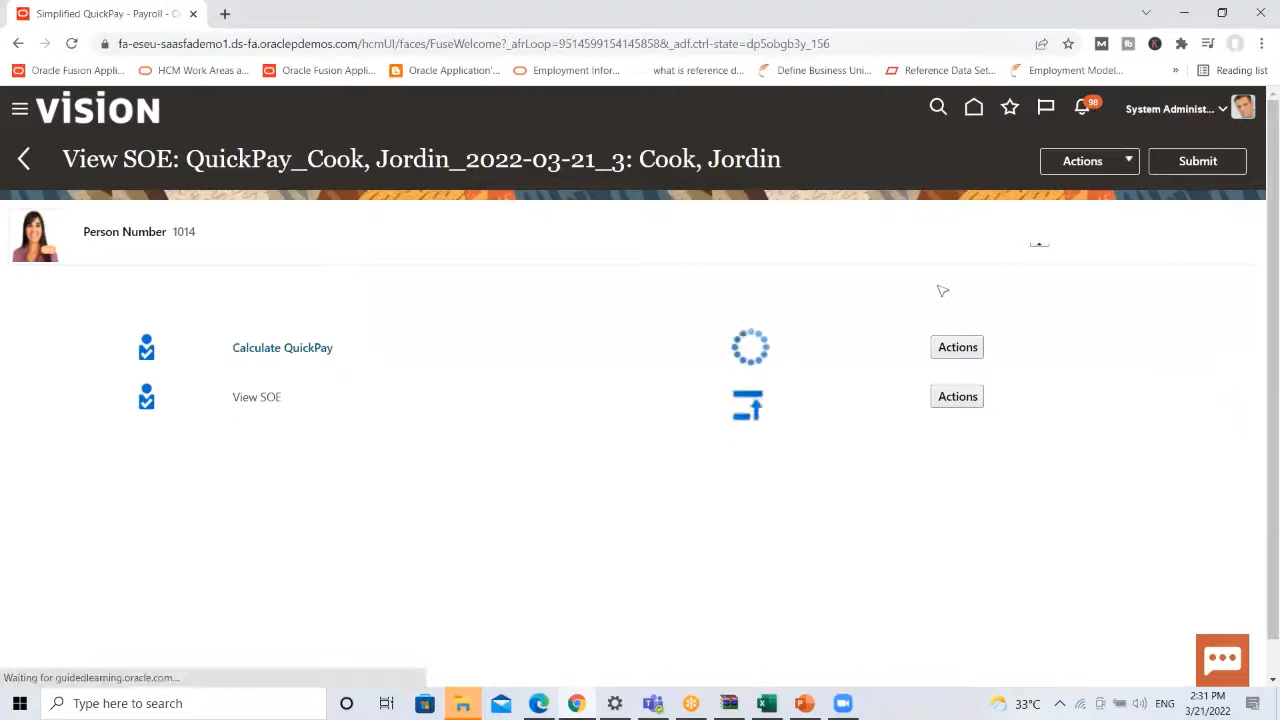 Simplified QuickPay - Payroll - O
fa-eseu-saasfademo1.ds-fa.oraclepdemos.com/hcmUI/faces/FuseWelcome?_afrLoop=95145991541458588&_adf.ctrl-state=dp5obgb3y_156
Oracle Fusion Appli... HCM Work Areas a... Oracle Fusion Appli... Oracle Application'... Employment Infor... what is reference d... Define Business Uni... Reference Data Set... Employment Model... » Reading list
VISION 98 System Administ...
View SOE: QuickPay_Cook, Jordin_2022-03-21_3: Cook, Jordin Actions Submit
Person Number 1014
Calculate QuickPay Actions
View SOE Actions
Waiting for guidedlearning.oracle.com...
Type here to search 33°C ENG 2:31 PM
3/21/2022